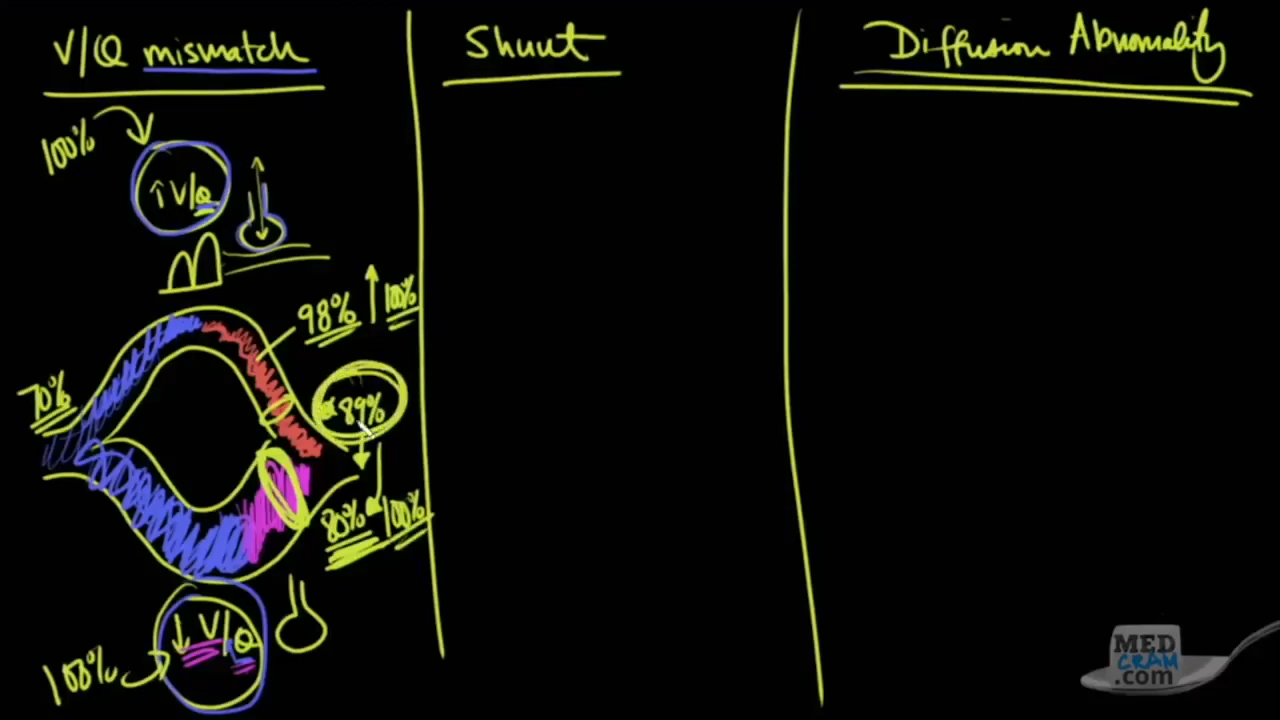 V/Q mismatch
Shunt
Diffusion Abnormality
100%
↑ V/Q
98% ↑ 100%
70%
89%
↓
80% 100%
↓ V/Q
100%
MED
CRAM
.com